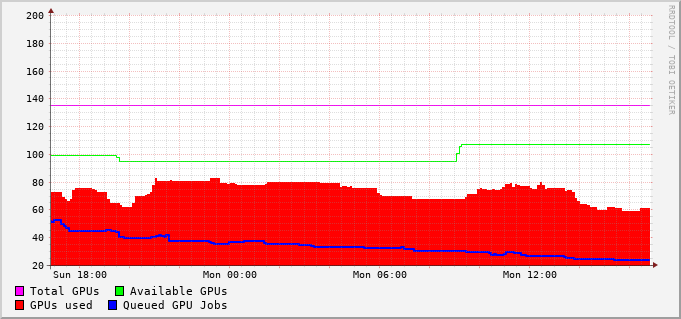 200
180
160
140
120
100
80
60
40
20
Sun 18:00 Mon 00:00 Mon 06:00 Mon 12:00
Total GPUs Available GPUs
GPUs used Queued GPU Jobs
RRDTOOL / TOBI OETIKER